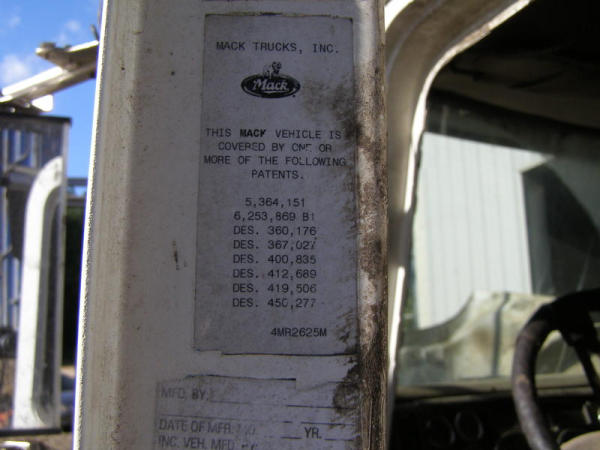 MACK TRUCKS, INC.
Mack
THIS MACK VEHICLE IS
COVERED BY ONE OR
MORE OF THE FOLLOWING
PATENTS.
5,364,151
6,253,869 B1
DES. 360,176
DES. 367,027
DES. 400,835
DES. 412,689
DES. 419,506
DES. 450,277
4MR2625M
MFD. BY
DATE OF MFR. MO. YR.
INC. VEH. MFD.